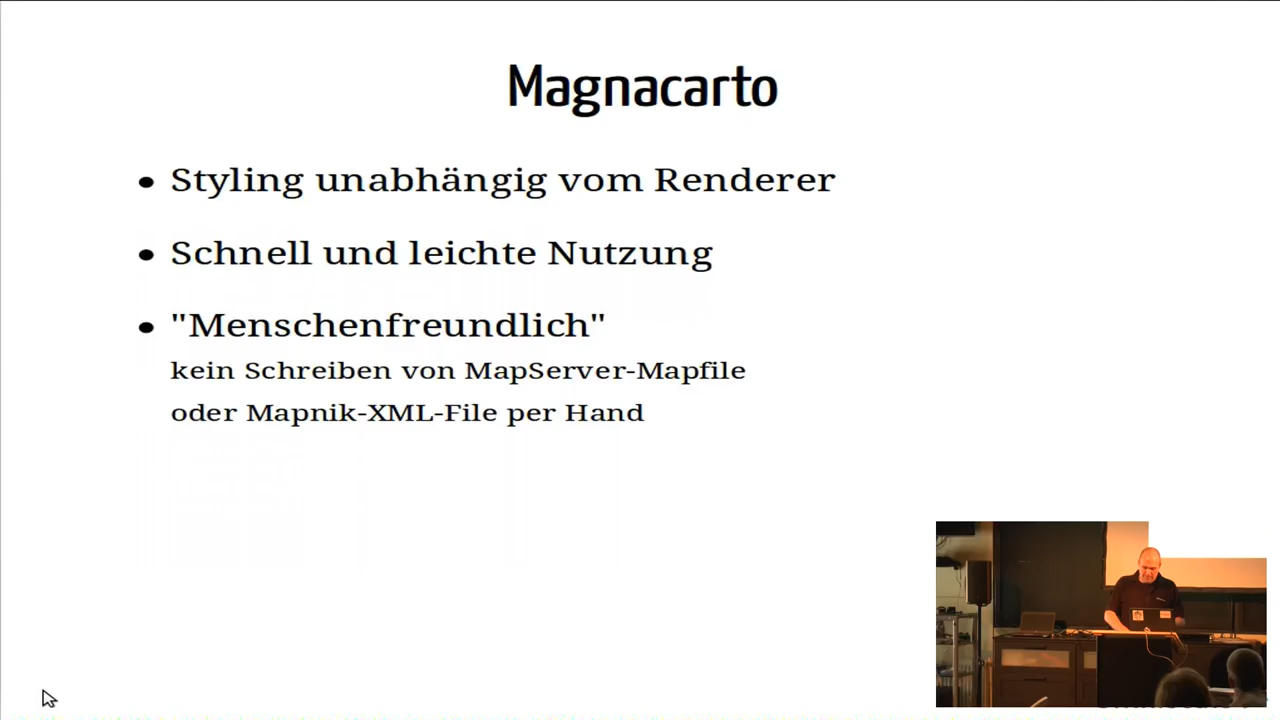 Magnacarto
• Styling unabhängig vom Renderer
• Schnell und leichte Nutzung
• "Menschenfreundlich"
kein Schreiben von MapServer-Mapfile
oder Mapnik-XML-File per Hand